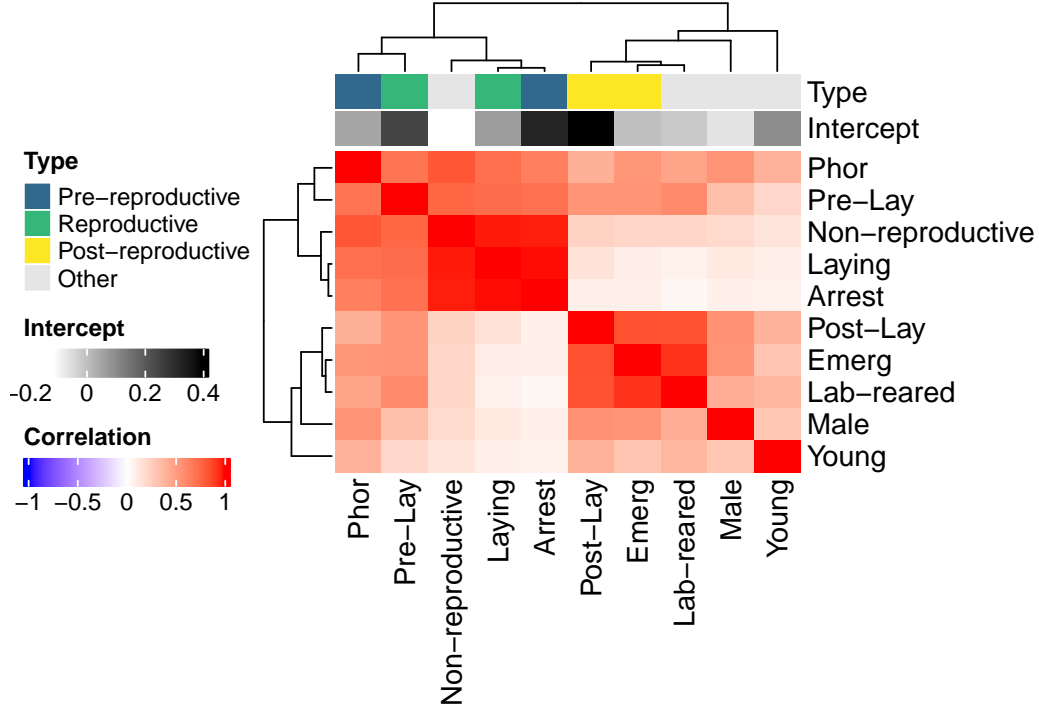 Type
Intercept
Type
Pre−reproductive
Reproductive
Post−reproductive
Other
Intercept
−0.2 0 0.2 0.4
Correlation
−1 −0.5 0 0.5 1
Phor
Pre−Lay
Non−reproductive
Laying
Arrest
Post−Lay
Emerg
Lab−reared
Male
Young
Phor
Pre−Lay
Non−reproductive
Laying
Arrest
Post−Lay
Emerg
Lab−reared
Male
Young